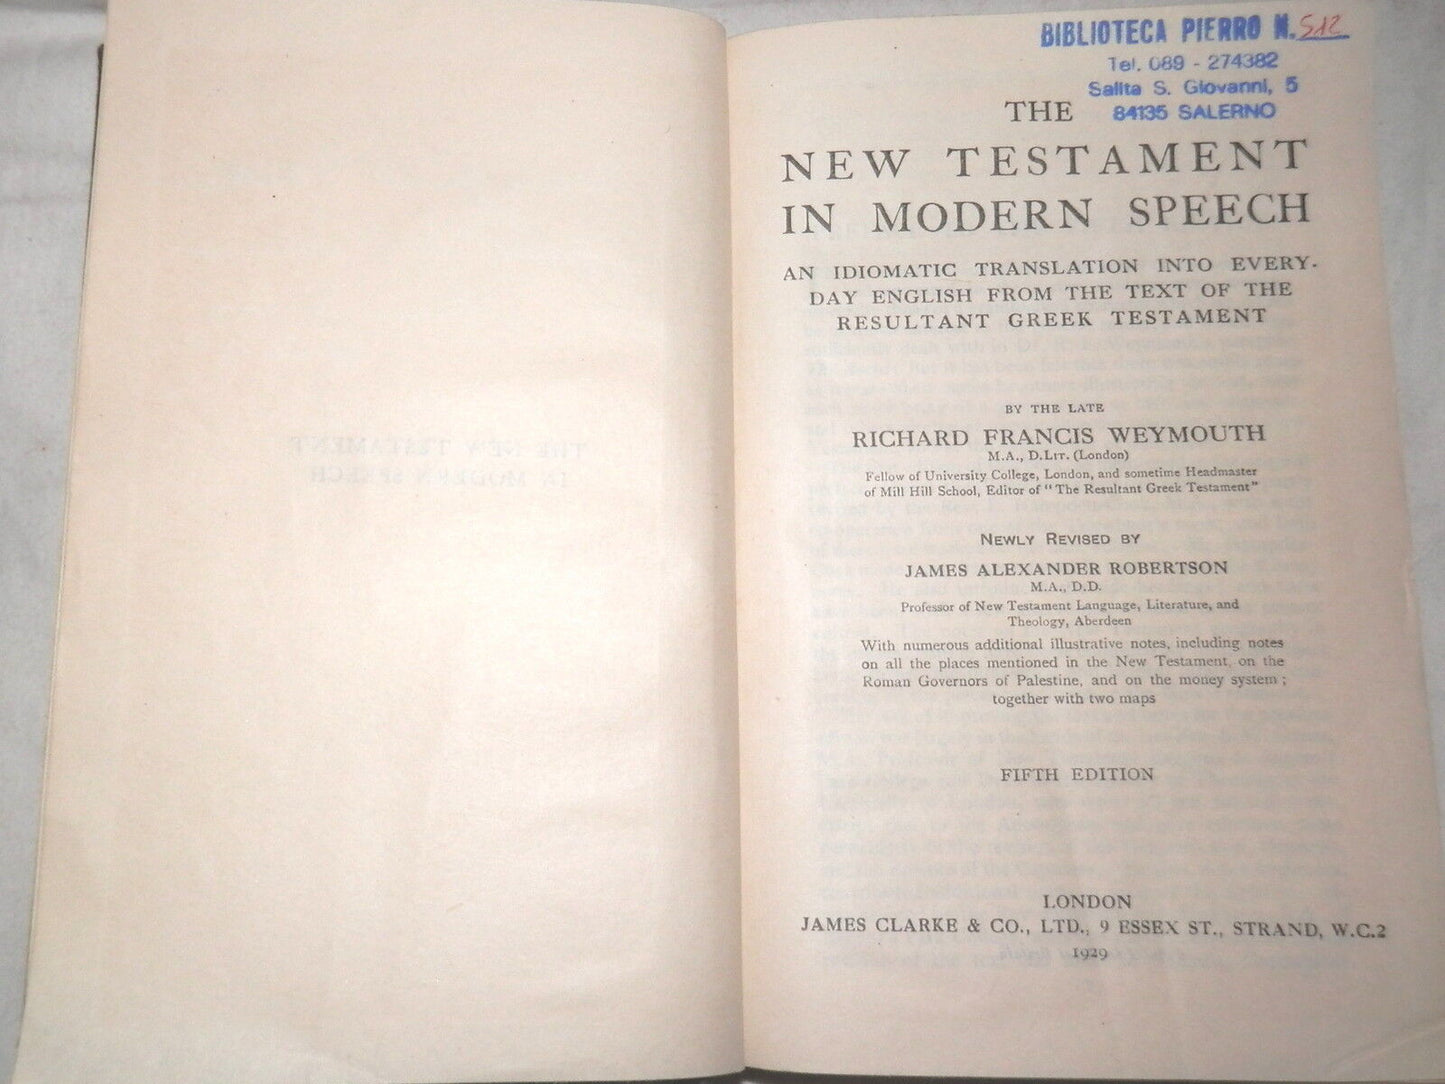 BIBLIOTECA PIERRO N. 512
Tel. 089 - 274382
Salita S. Giovanni, 5
84135 SALERNO
THE
NEW TESTAMENT
IN MODERN SPEECH
AN IDIOMATIC TRANSLATION INTO EVERY-
DAY ENGLISH FROM THE TEXT OF THE
RESULTANT GREEK TESTAMENT
BY THE LATE
RICHARD FRANCIS WEYMOUTH
M.A., D.LIT. (London)
Fellow of University College, London, and sometime Headmaster
of Mill Hill School, Editor of "The Resultant Greek Testament"
NEWLY REVISED BY
JAMES ALEXANDER ROBERTSON
M.A., D.D.
Professor of New Testament Language, Literature, and
Theology, Aberdeen
With numerous additional illustrative notes, including notes
on all the places mentioned in the New Testament, on the
Roman Governors of Palestine, and on the money system;
together with two maps
FIFTH EDITION
LONDON
JAMES CLARKE & CO., LTD., 9 ESSEX ST., STRAND, W.C.2
1929
THE NEW TESTAMENT
IN MODERN SPEECH